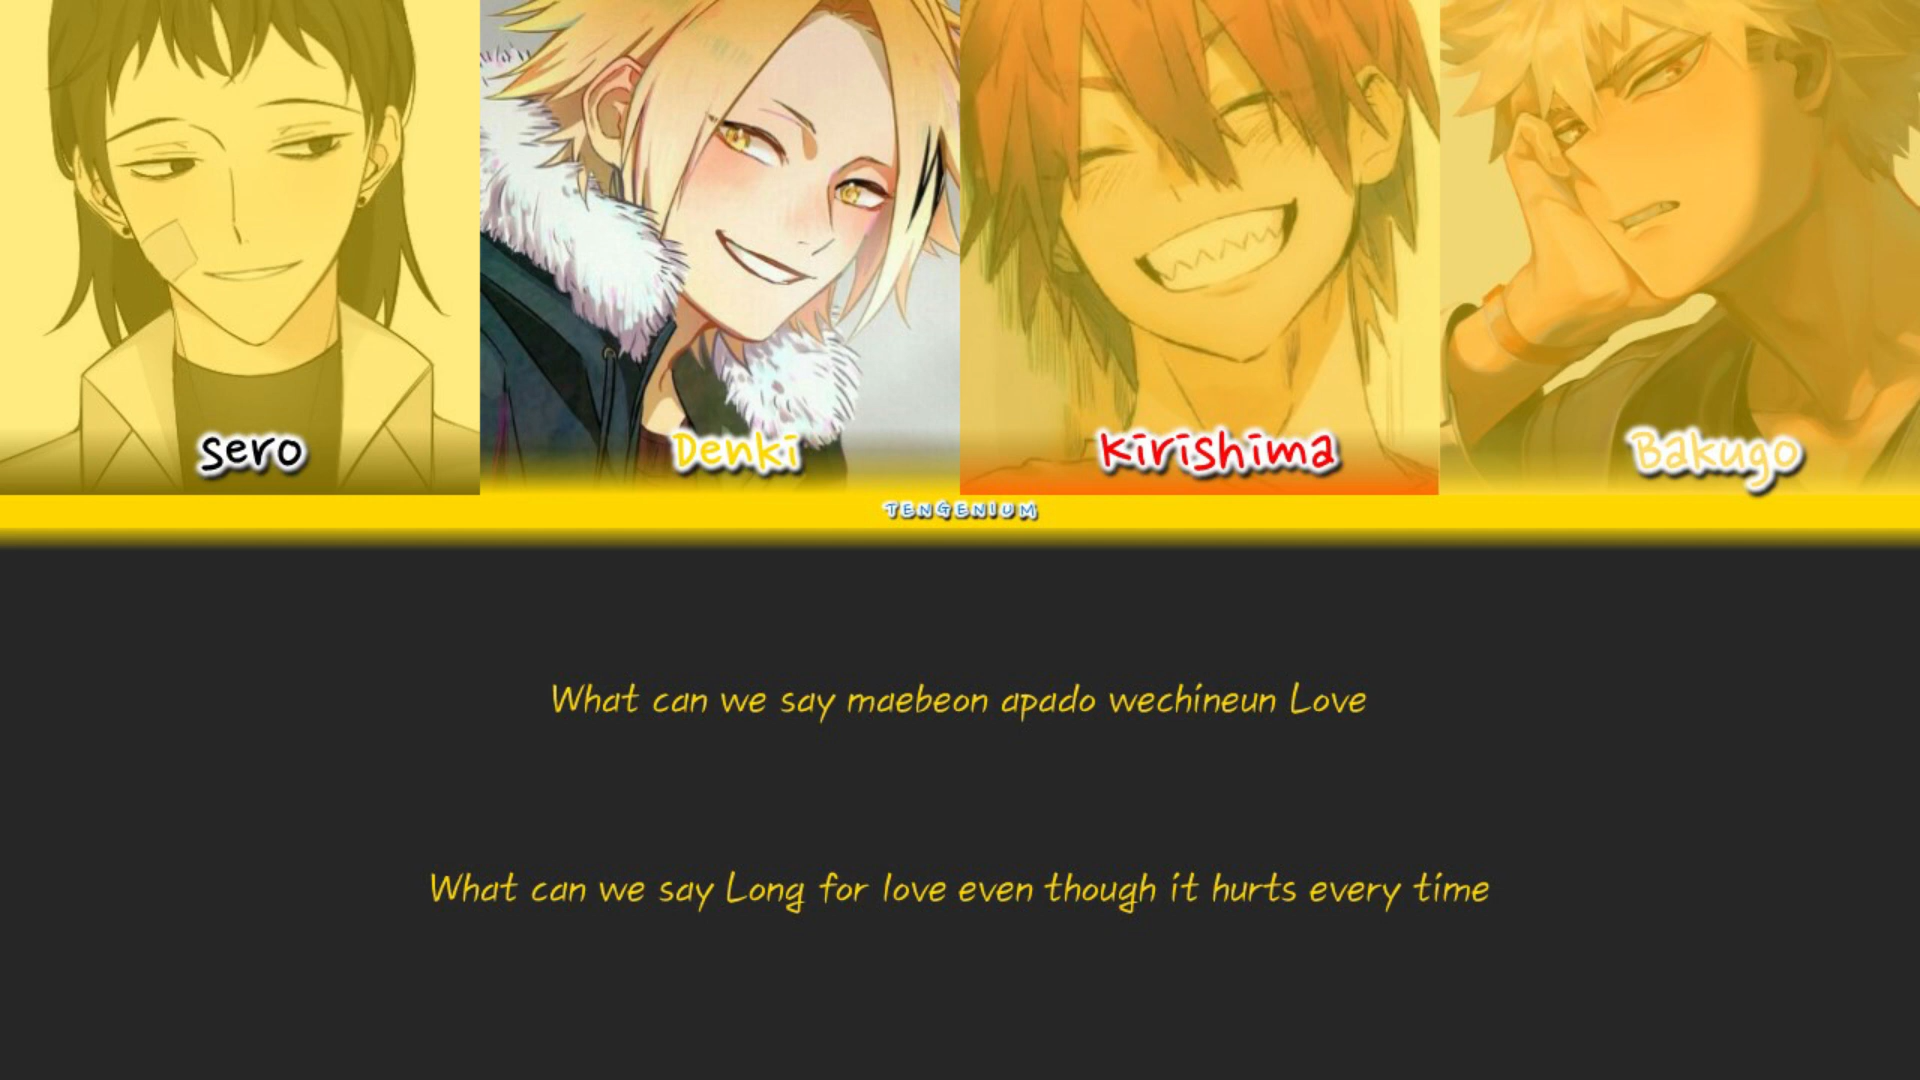 sero
Denki
Kirishima
Bakugo
TENGENIUM
What can we say maebeon apado wechineun Love
What can we say Long for love even though it hurts every time